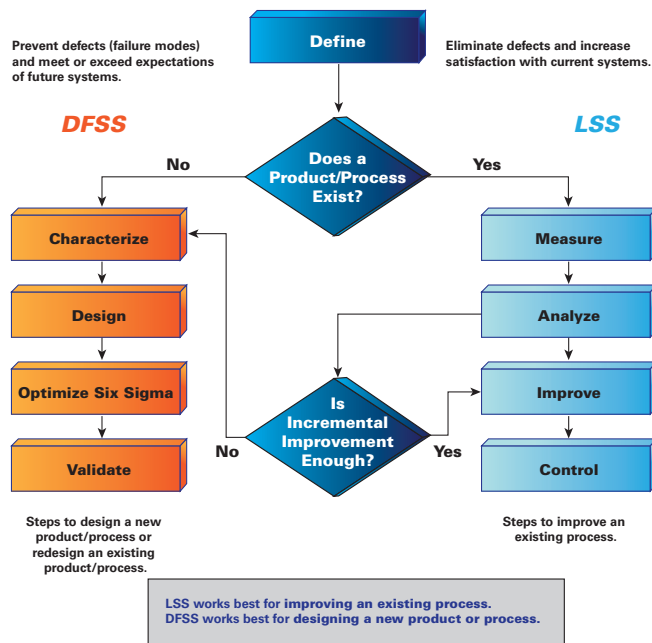 Define
Prevent defects (failure modes)
and meet or exceed expectations
of future systems.
Eliminate defects and increase
satisfaction with current systems.
DFSS
LSS
Does a
Product/Process
Exist?
No
Yes
Characterize
Measure
Design
Analyze
Optimize Six Sigma
Improve
Is
Incremental
Improvement
Enough?
No
Yes
Validate
Control
Steps to design a new
product/process or
redesign an existing
product/process.
Steps to improve an
existing process.
LSS works best for improving an existing process.
DFSS works best for designing a new product or process.